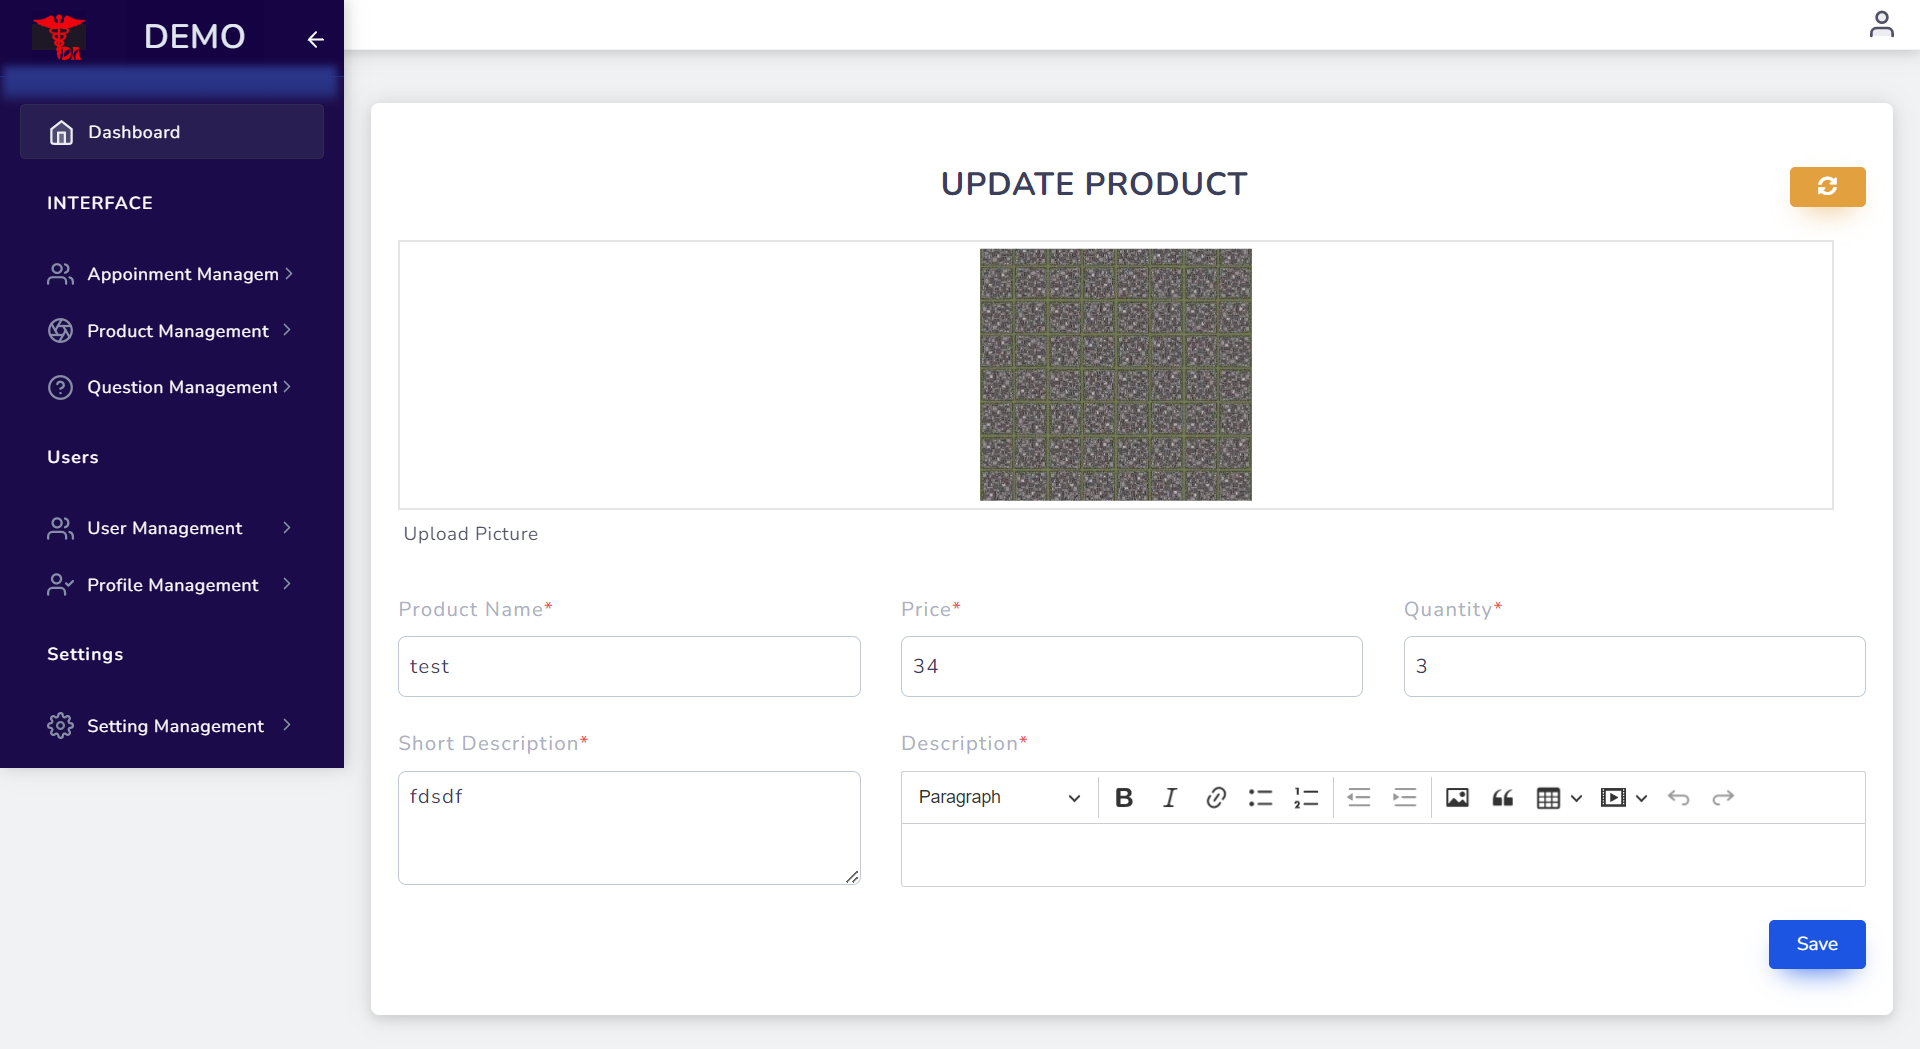 DEMO
Dashboard
INTERFACE
Appoinment Managem
Product Management
Question Management
Users
User Management
Profile Management
Settings
Setting Management
UPDATE PRODUCT
Upload Picture
Product Name*
Price*
Quantity*
test
34
3
Short Description*
Description*
fdsdf
Paragraph
Save